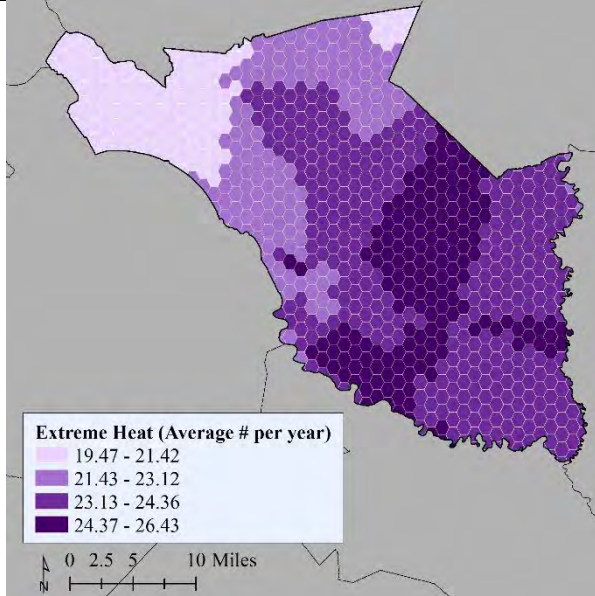 Extreme Heat (Average # per year)
19.47 - 21.42
21.43 - 23.12
23.13 - 24.36
24.37 - 26.43
N
0 2.5 5 10 Miles